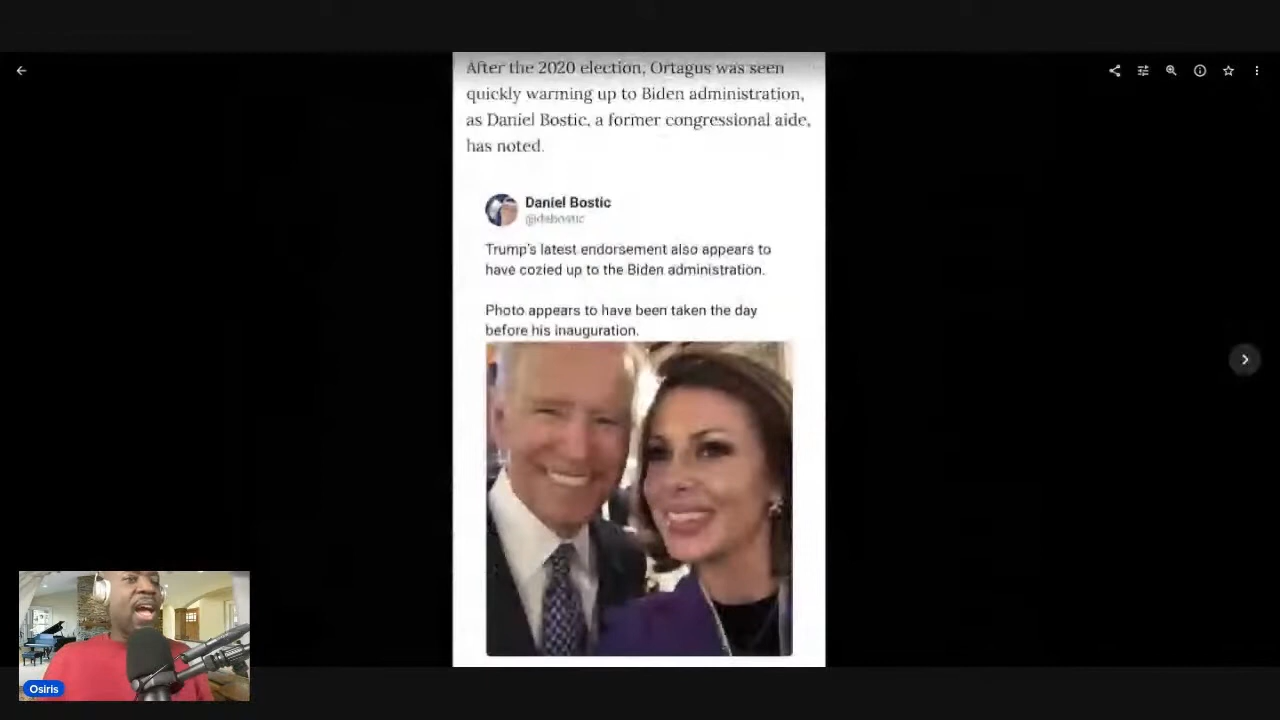 After the 2020 election, Ortagus was seen
quickly warming up to Biden administration,
as Daniel Bostic, a former congressional aide,
has noted.
Daniel Bostic
@dabostic
Trump's latest endorsement also appears to
have cozied up to the Biden administration.
Photo appears to have been taken the day
before his inauguration.
Osiris